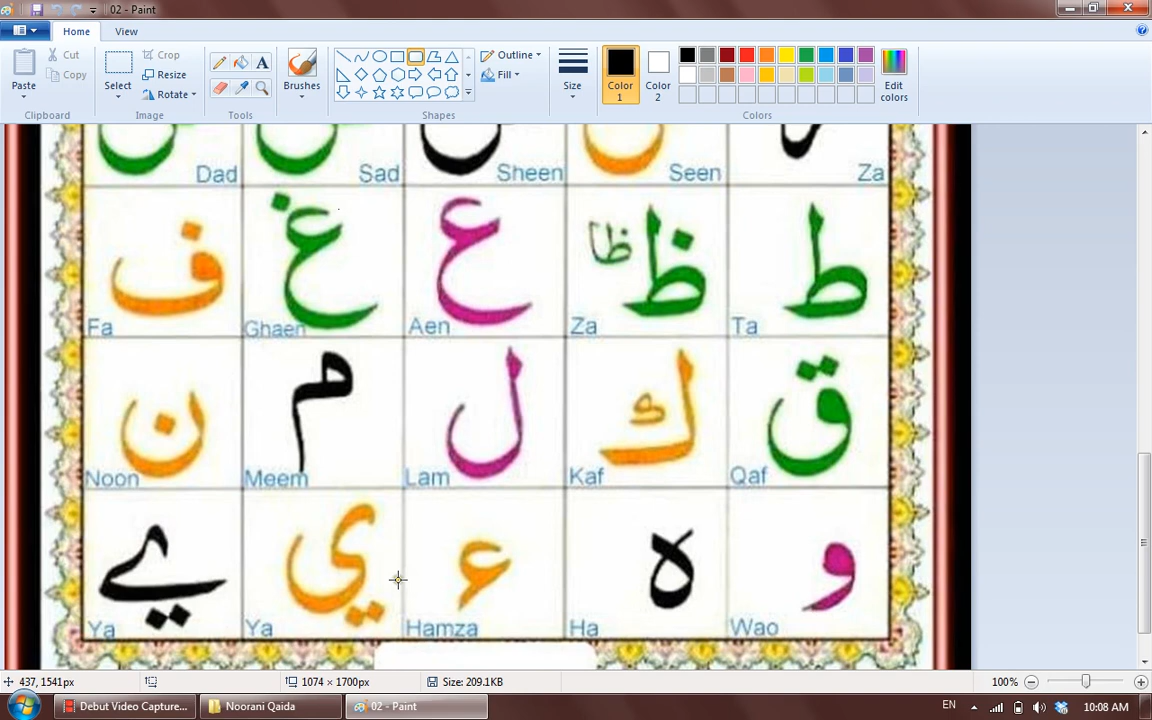 02 - Paint
Home View
Paste
Cut
Copy
Clipboard
Select
Crop
Resize
Rotate
Image
A
Tools
Brushes
Shapes
Outline
Fill
Size
Color 1
Color 2
Edit colors
Colors
Dad Sad Sheen Seen Za
ط ظ ظا ع غ ف
Fa Ghaen Aen Za Ta
ق ك ل م ن
Noon Meem Lam Kaf Qaf
و ه ء ي ے
Ya Ya Hamza Ha Wao
437, 1541px 1074 × 1700px Size: 209.1KB 100%
Debut Video Capture... Noorani Qaida 02 - Paint EN 10:08 AM